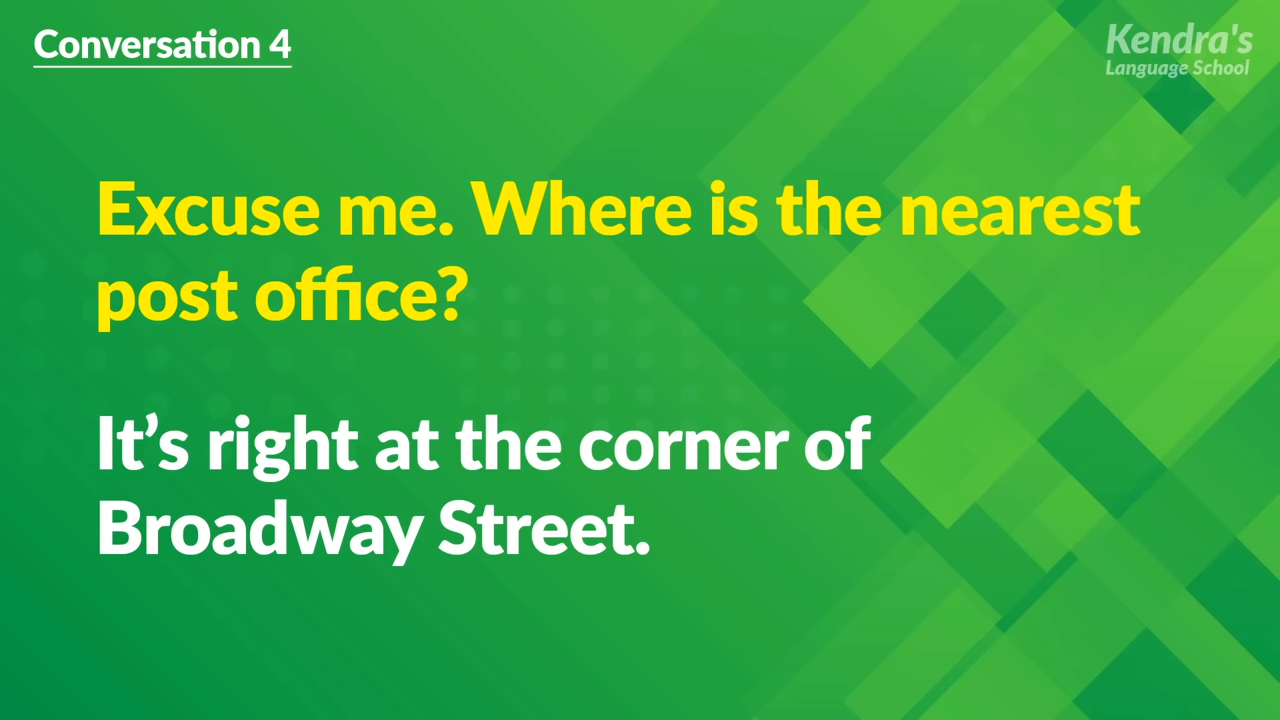 Conversation 4
Kendra's
Language School
Excuse me. Where is the nearest
post office?
It’s right at the corner of
Broadway Street.